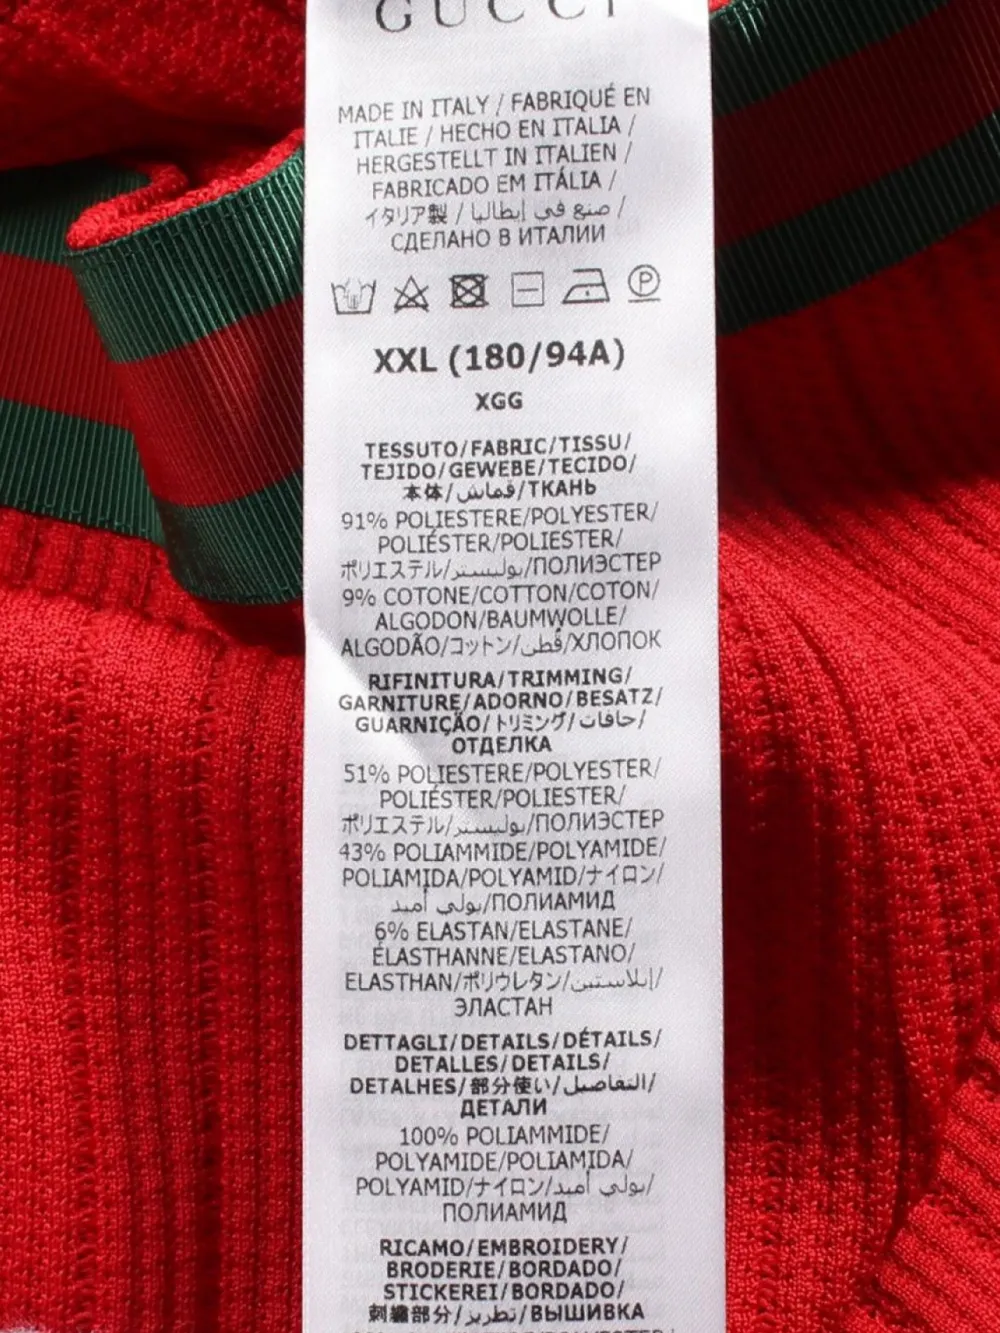 GUCCI
MADE IN ITALY / FABRIQUÉ EN
ITALIE / HECHO EN ITALIA /
HERGESTELLT IN ITALIEN /
FABRICADO EM ITÁLIA /
イタリア製 / صنع في إيطاليا /
СДЕЛАНО В ИТАЛИИ
P
XXL (180/94A)
XGG
TESSUTO/FABRIC/TISSU/
TEJIDO/GEWEBE/TECIDO/
本体/قماش/ТКАНЬ
91% POLIESTERE/POLYESTER/
POLIÉSTER/POLIESTER/
ポリエステル/بوليستر/ПОЛИЭСТЕР
9% COTONE/COTTON/COTON/
ALGODON/BAUMWOLLE/
ALGODÃO/コットン/قطن/ХЛОПОК
RIFINITURA/TRIMMING/
GARNITURE/ADORNO/BESATZ/
GUARNIÇÃO/トリミング/حافات/
ОТДЕЛКА
51% POLIESTERE/POLYESTER/
POLIÉSTER/POLIESTER/
ポリエステル/بوليستر/ПОЛИЭСТЕР
43% POLIAMMIDE/POLYAMIDE/
POLIAMIDA/POLYAMID/ナイロン/
بولي أميد/ПОЛИАМИД
6% ELASTAN/ELASTANE/
ÉLASTHANNE/ELASTANO/
ELASTHAN/ポリウレタン/إيلاستين/
ЭЛАСТАН
DETTAGLI/DETAILS/DÉTAILS/
DETALLES/DETAILS/
DETALHES/部分使い/التفاصيل/
ДЕТАЛИ
100% POLIAMMIDE/
POLYAMIDE/POLIAMIDA/
POLYAMID/ナイロン/بولي أميد/
ПОЛИАМИД
RICAMO/EMBROIDERY/
BRODERIE/BORDADO/
STICKEREI/BORDADO/
刺繍部分/تطريز/ВЫШИВКА